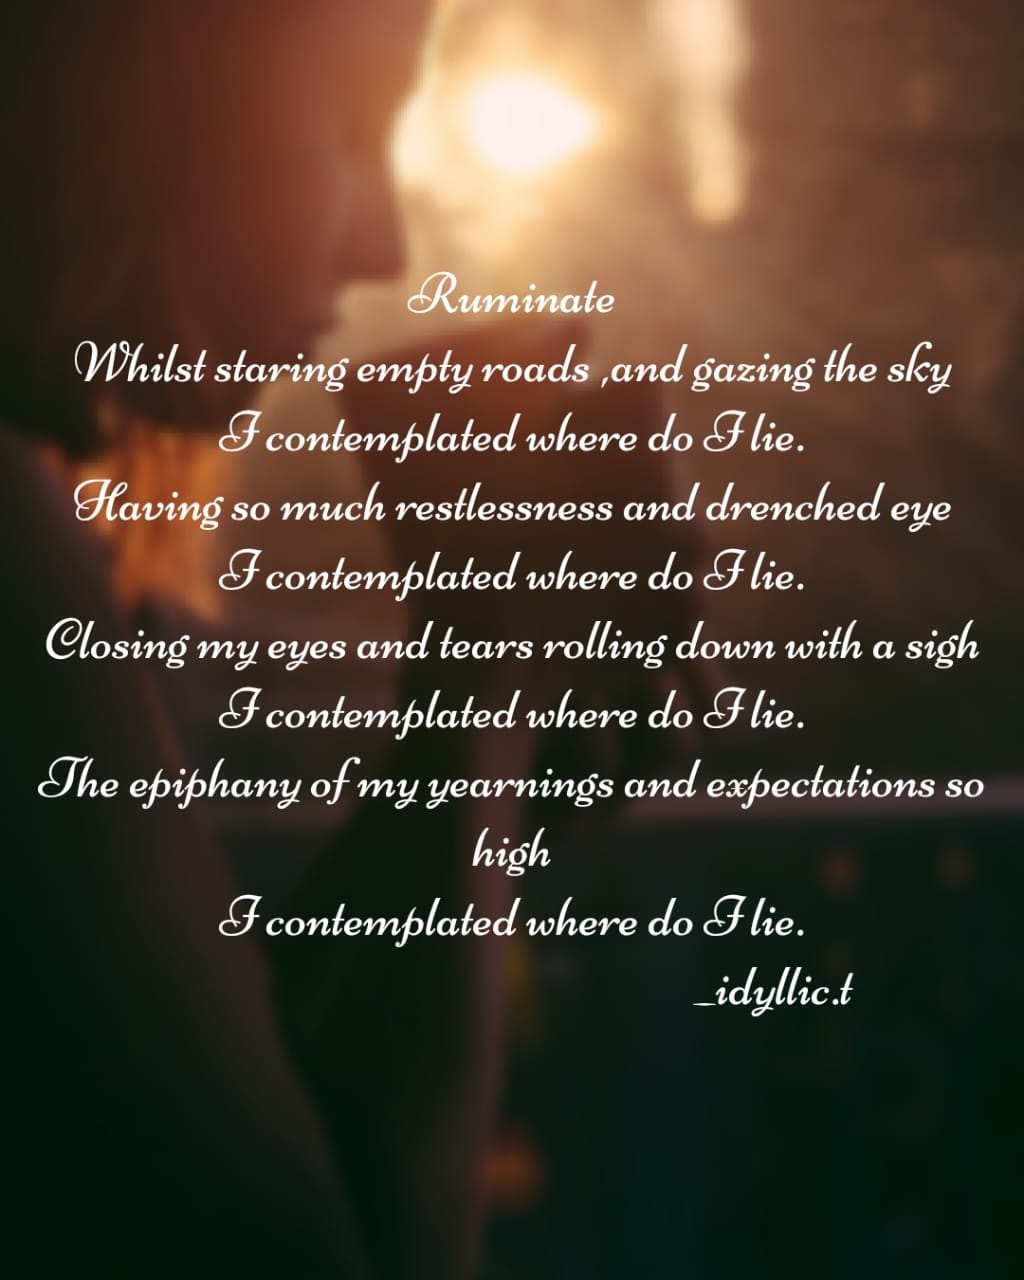 Ruminate
Whilst staring empty roads ,and gazing the sky
I contemplated where do I lie.
Having so much restlessness and drenched eye
I contemplated where do I lie.
Closing my eyes and tears rolling down with a sigh
I contemplated where do I lie.
The epiphany of my yearnings and expectations so
high
I contemplated where do I lie.
_idyllic.t